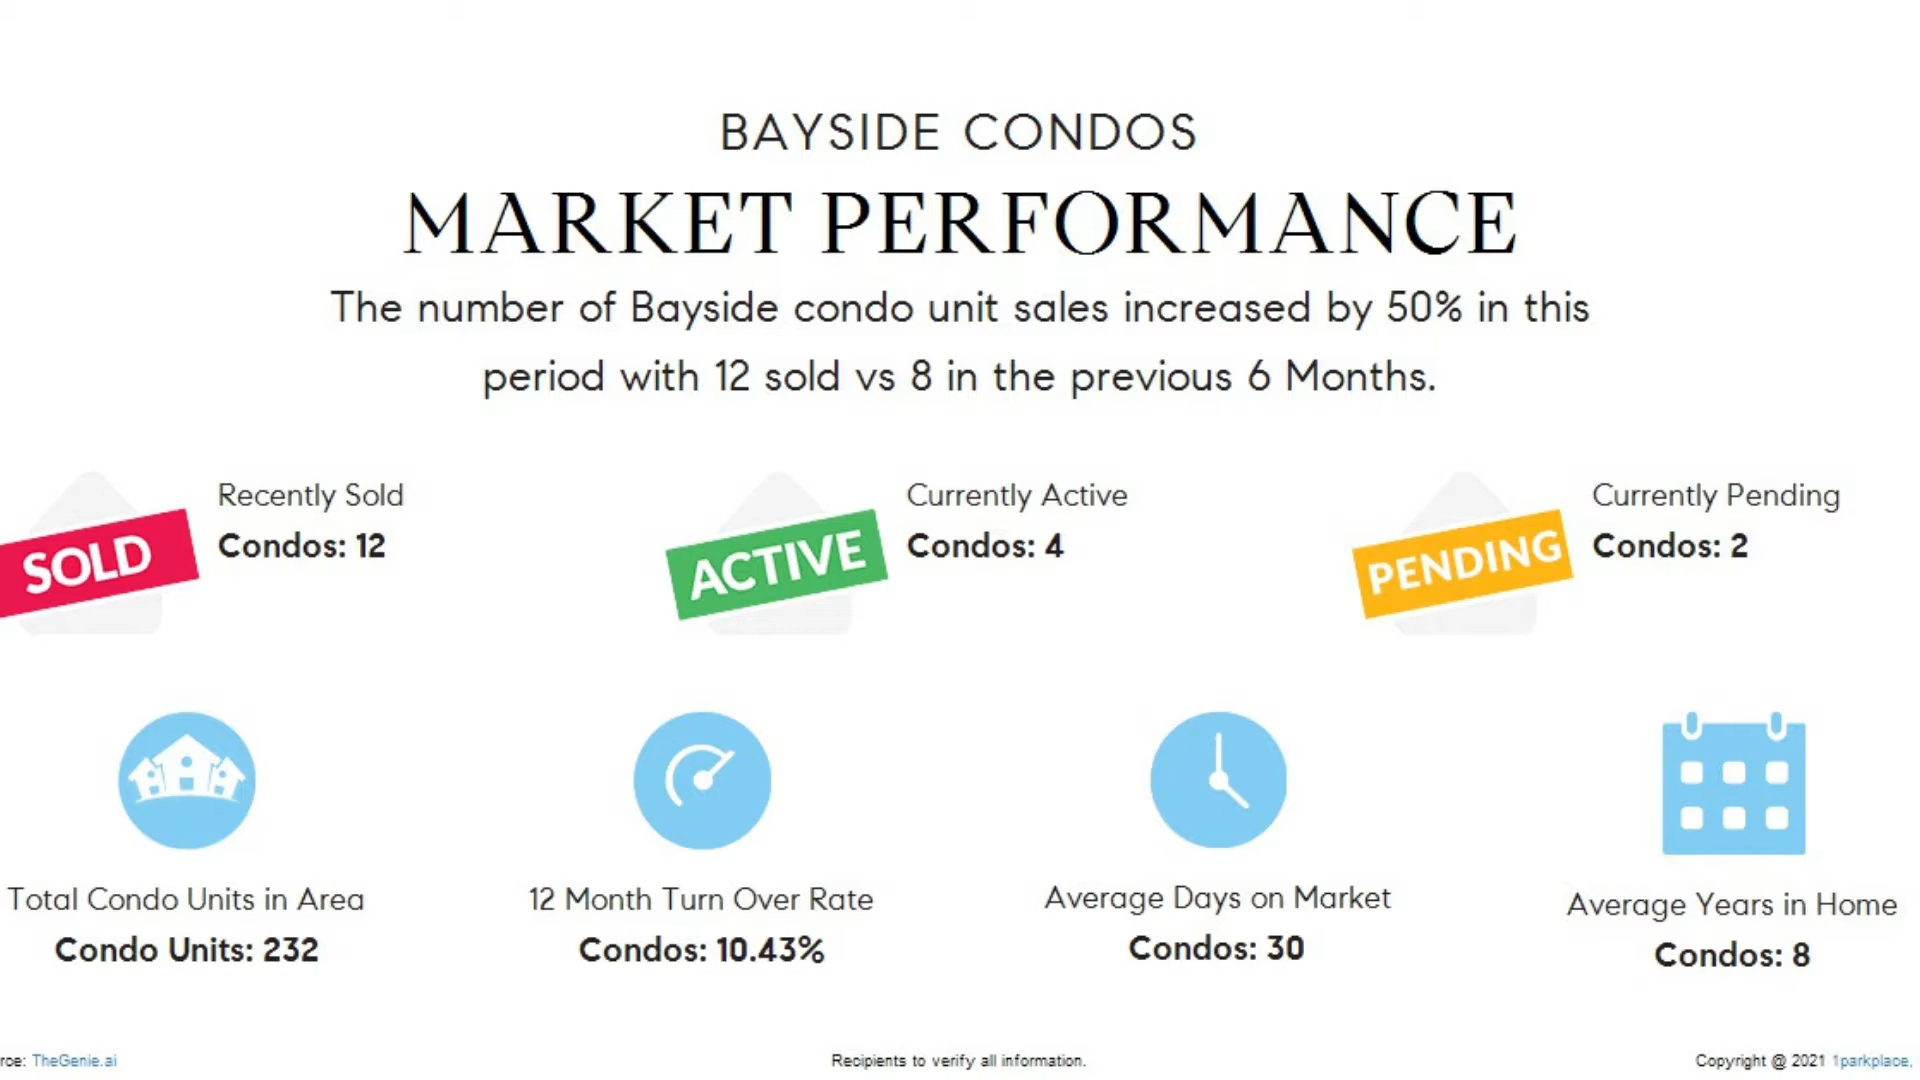 BAYSIDE CONDOS
MARKET PERFORMANCE
The number of Bayside condo unit sales increased by 50% in this
period with 12 sold vs 8 in the previous 6 Months.
SOLD
Recently Sold
Condos: 12
ACTIVE
Currently Active
Condos: 4
PENDING
Currently Pending
Condos: 2
Total Condo Units in Area
Condo Units: 232
12 Month Turn Over Rate
Condos: 10.43%
Average Days on Market
Condos: 30
Average Years in Home
Condos: 8
rce: TheGenie.ai
Recipients to verify all information.
Copyright @ 2021 1parkplace,